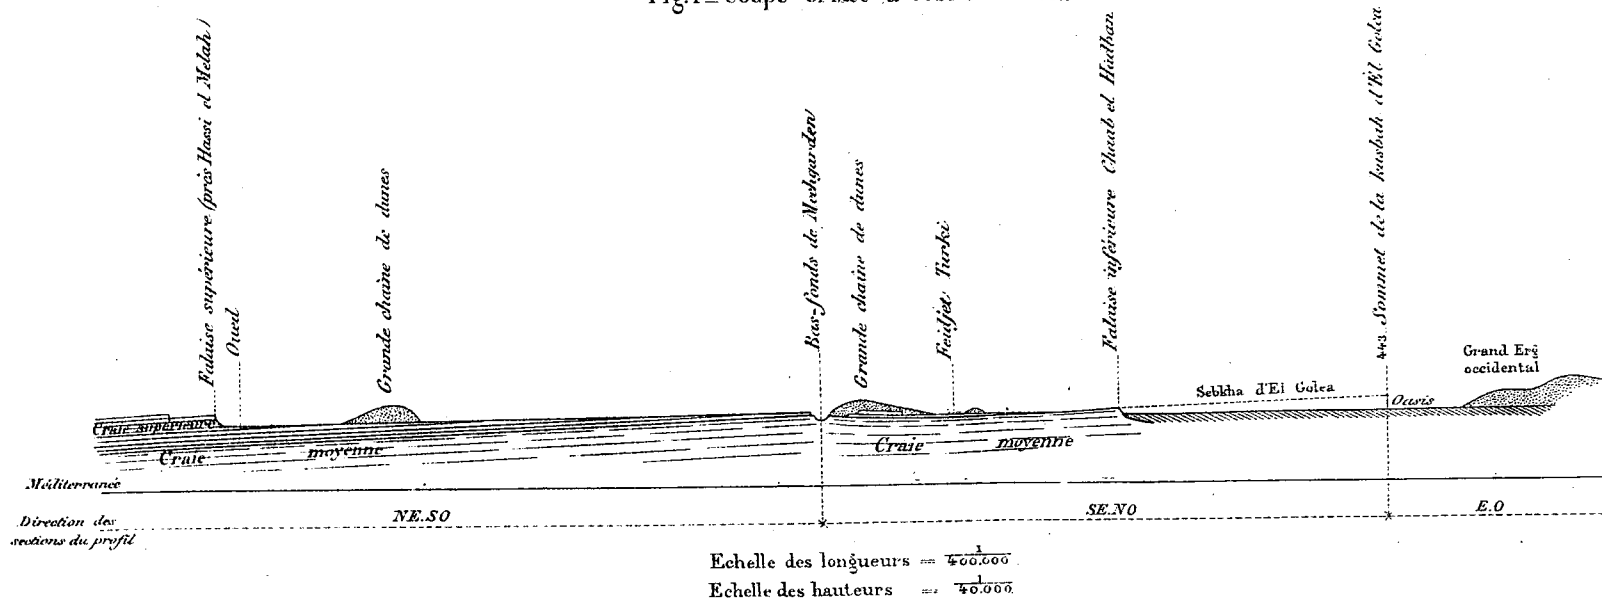 Falaise supérieure (près Hassi el Melah)
Oued
Grande chaîne de dunes
Bas-fonds de Mechgarden
Grande chaîne de dunes
Feidjet Turki
Falaise inférieure Chaab el Hadban
443. Sommet de la kasbah d'El Golea
Grand Erg
occidental
Sebkha d'El Golea
Oasis
Craie supérieure
Craie moyenne
Craie moyenne
Méditerranée
Direction des
sections du profil
NE.SO
SE.NO
E.O
Echelle des longueurs = 1/400.000
Echelle des hauteurs = 1/40.000